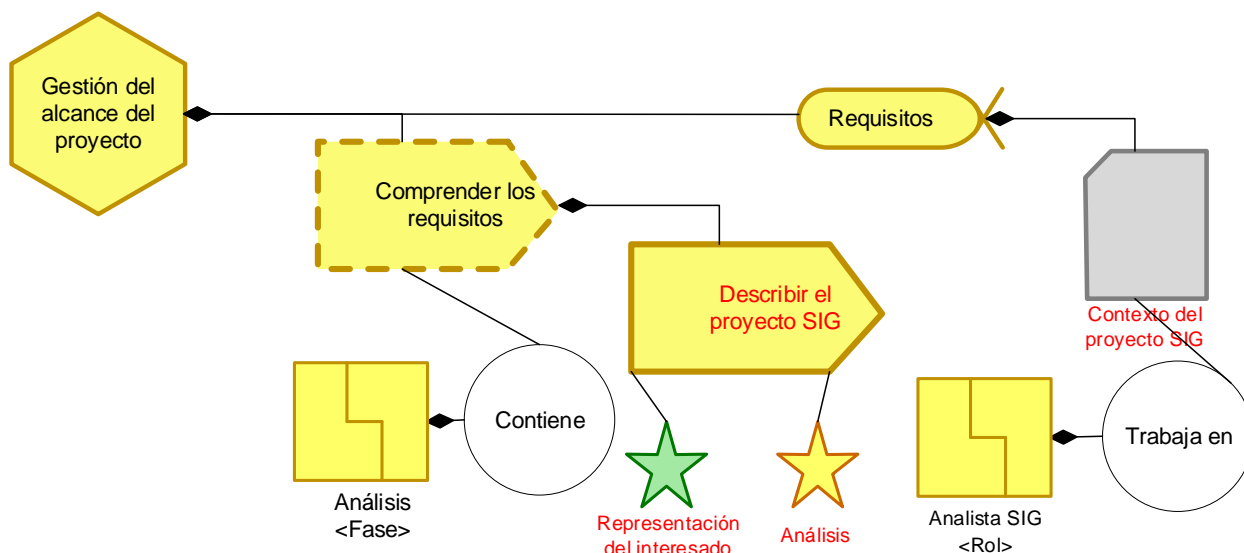 Gestión del
alcance del
proyecto
Requisitos
Comprender los
requisitos
Describir el
proyecto SIG
Contexto del
proyecto SIG
Contiene
Trabaja en
Análisis
<Fase>
Representación
del interesado
Análisis
Analista SIG
<Rol>